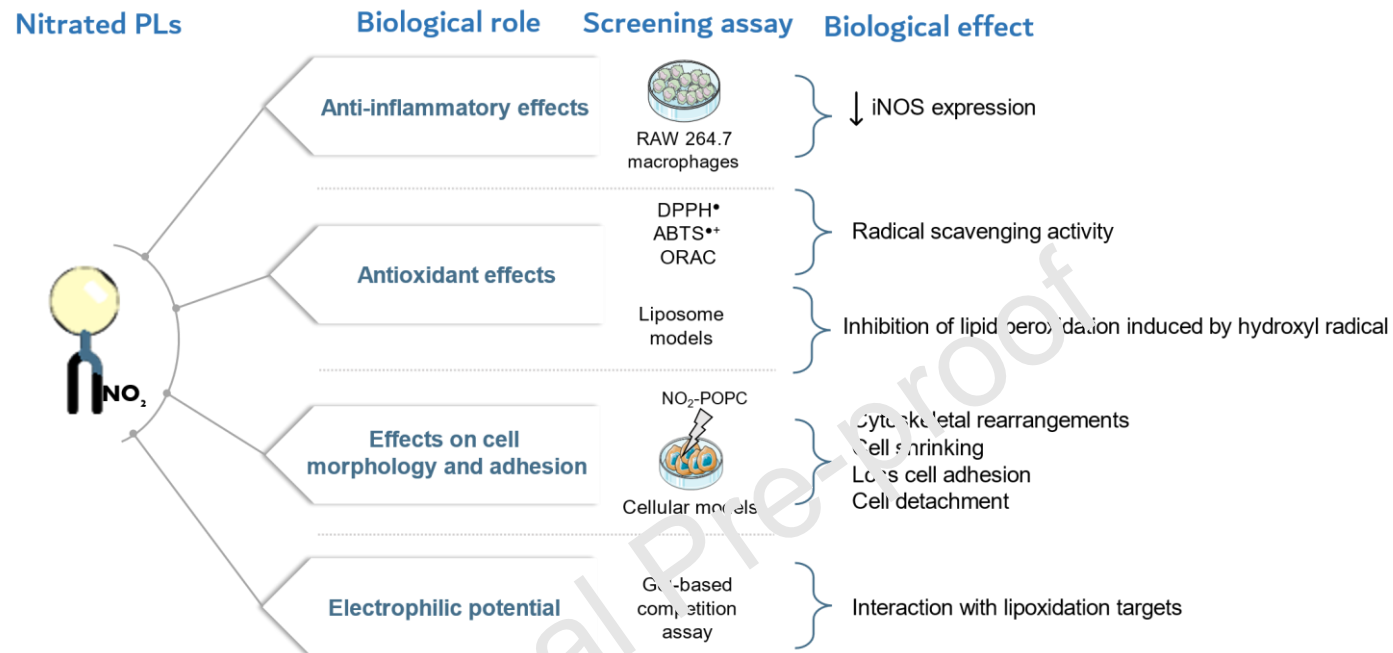 Nitrated PLs
Biological role
Screening assay
Biological effect
Anti-inflammatory effects
RAW 264.7
macrophages
↓ iNOS expression
Antioxidant effects
DPPH•
ABTS•+
ORAC
Radical scavenging activity
Liposome
models
Inhibition of lipid peroxidation induced by hydroxyl radical
NO₂
Effects on cell
morphology and adhesion
NO₂-POPC
Cellular models
Cytoskeletal rearrangements
Cell shrinking
Loss cell adhesion
Cell detachment
Electrophilic potential
-based
competition
assay
Interaction with lipoxidation targets
al Pre-proof